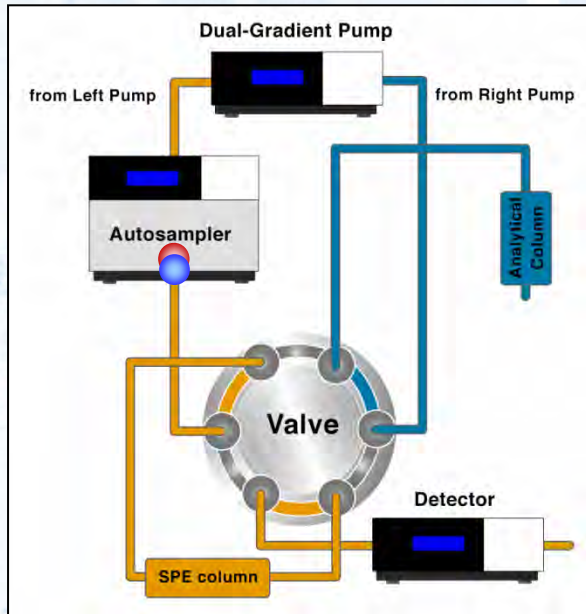 Dual-Gradient Pump
from Left Pump
from Right Pump
Autosampler
Analytical
Column
Valve
Detector
SPE column